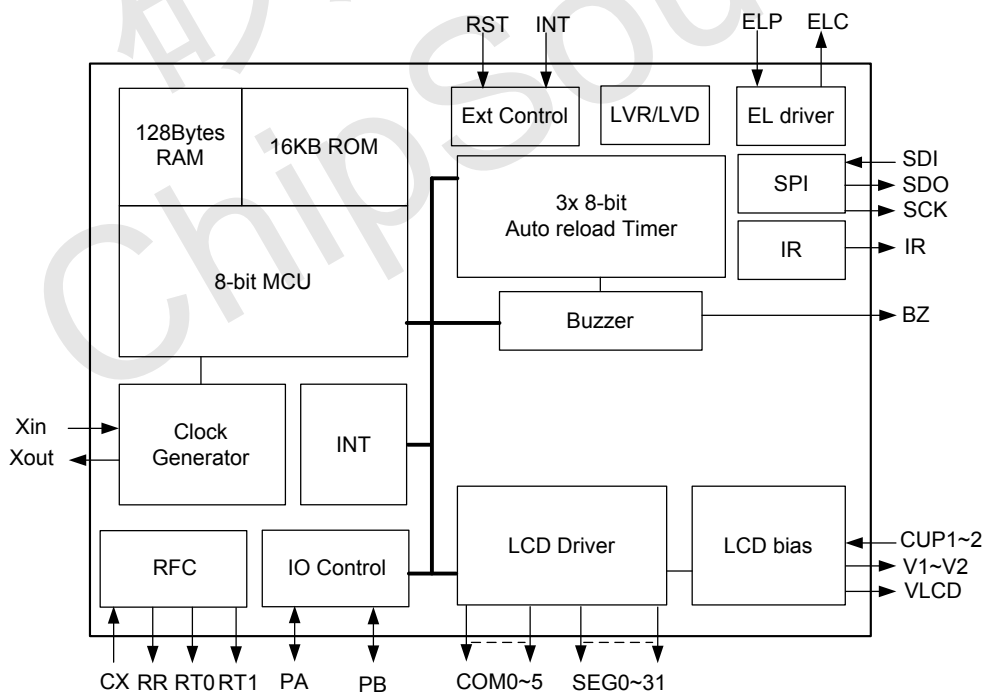 RST INT ELP ELC
128Bytes
RAM
16KB ROM
Ext Control
LVR/LVD
EL driver
SDI
SPI
SDO
SCK
3x 8-bit
Auto reload Timer
8-bit MCU
IR
IR
Buzzer
BZ
Xin
Xout
Clock
Generator
INT
LCD Driver
LCD bias
CUP1~2
V1~V2
VLCD
RFC
IO Control
CX RR RT0 RT1 PA PB COM0~5 SEG0~31